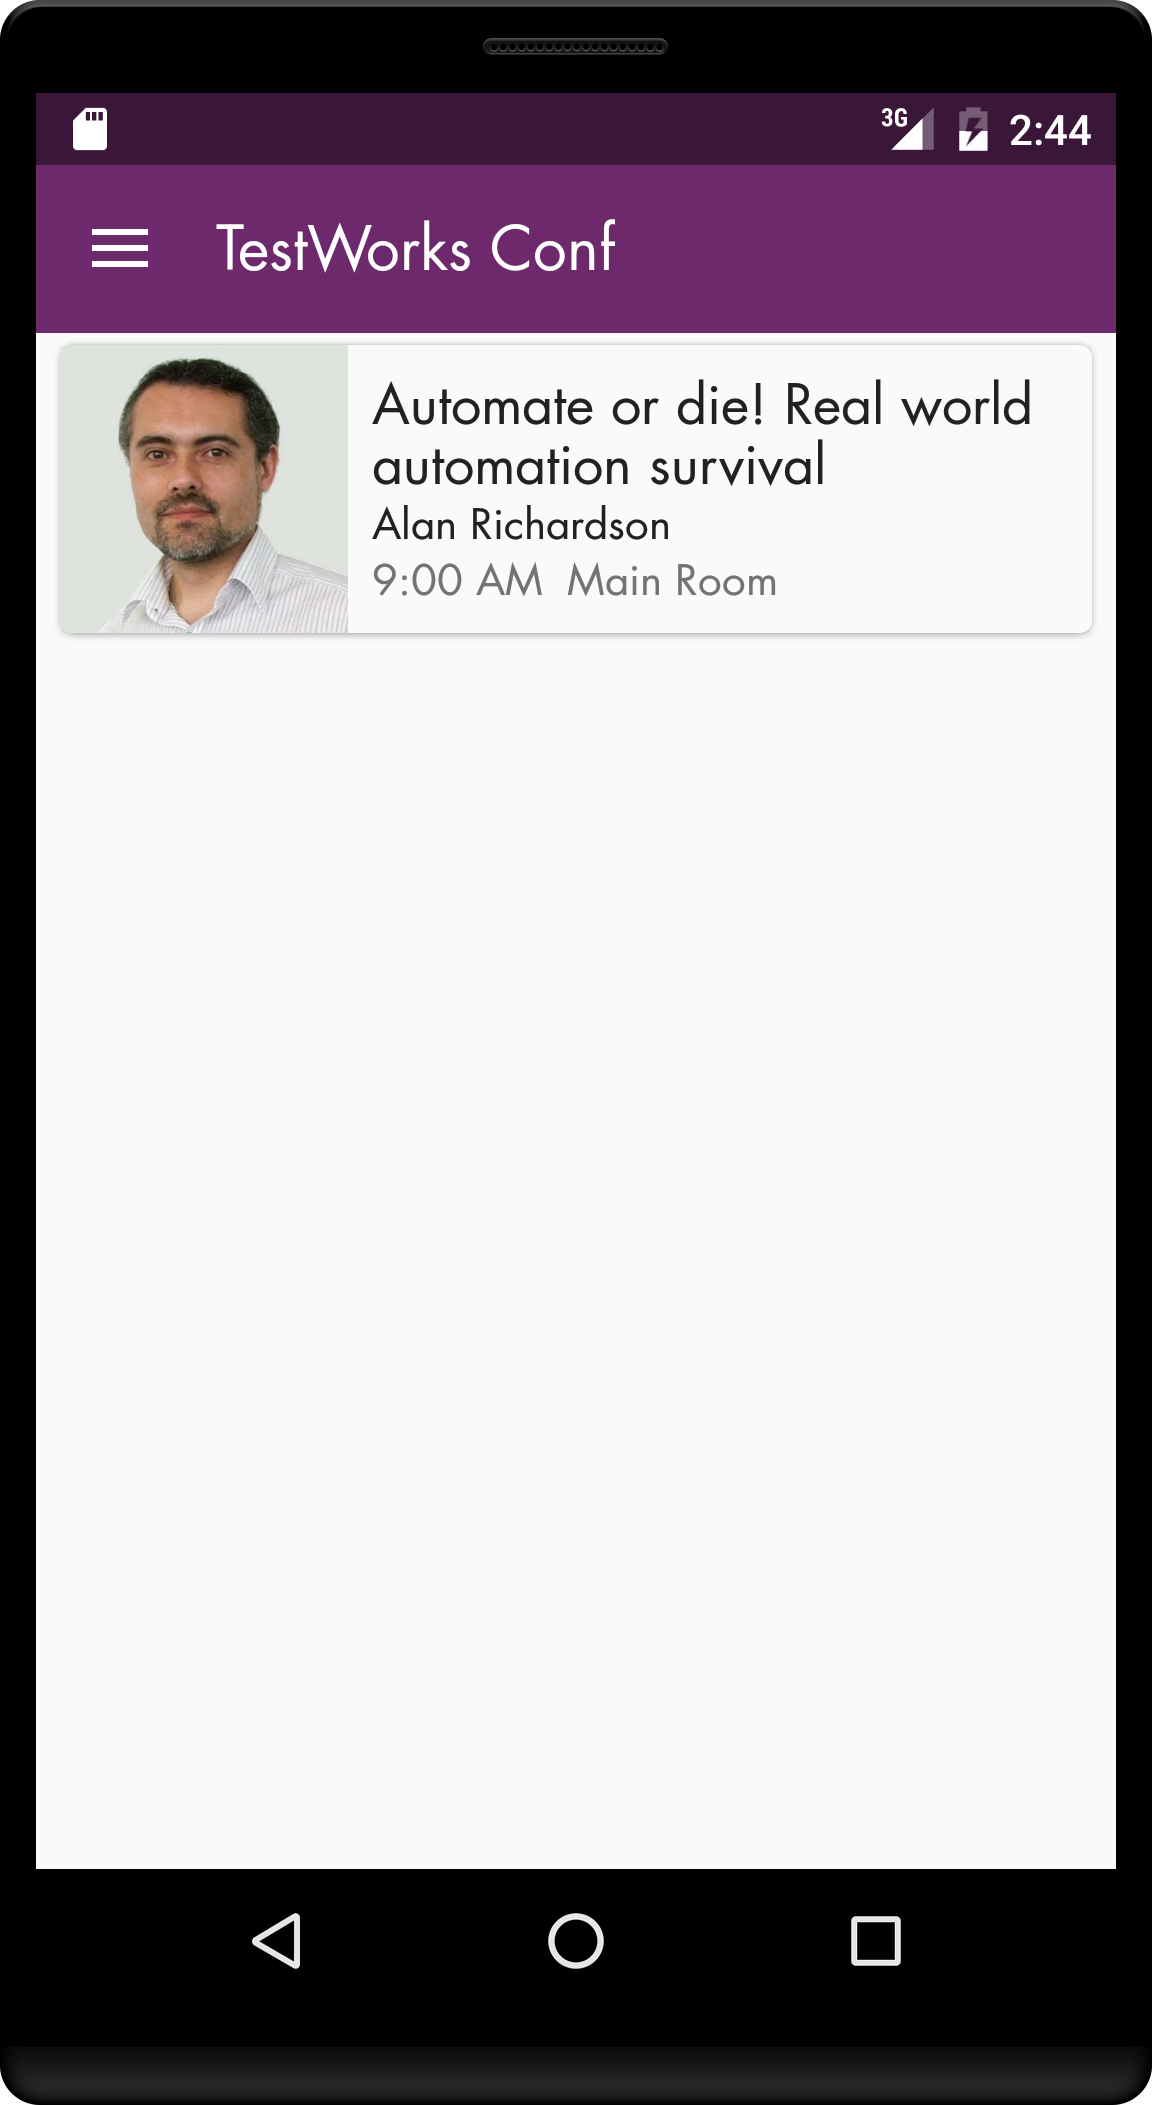 3G 2:44
TestWorks Conf
Automate or die! Real world
automation survival
Alan Richardson
9:00 AM Main Room